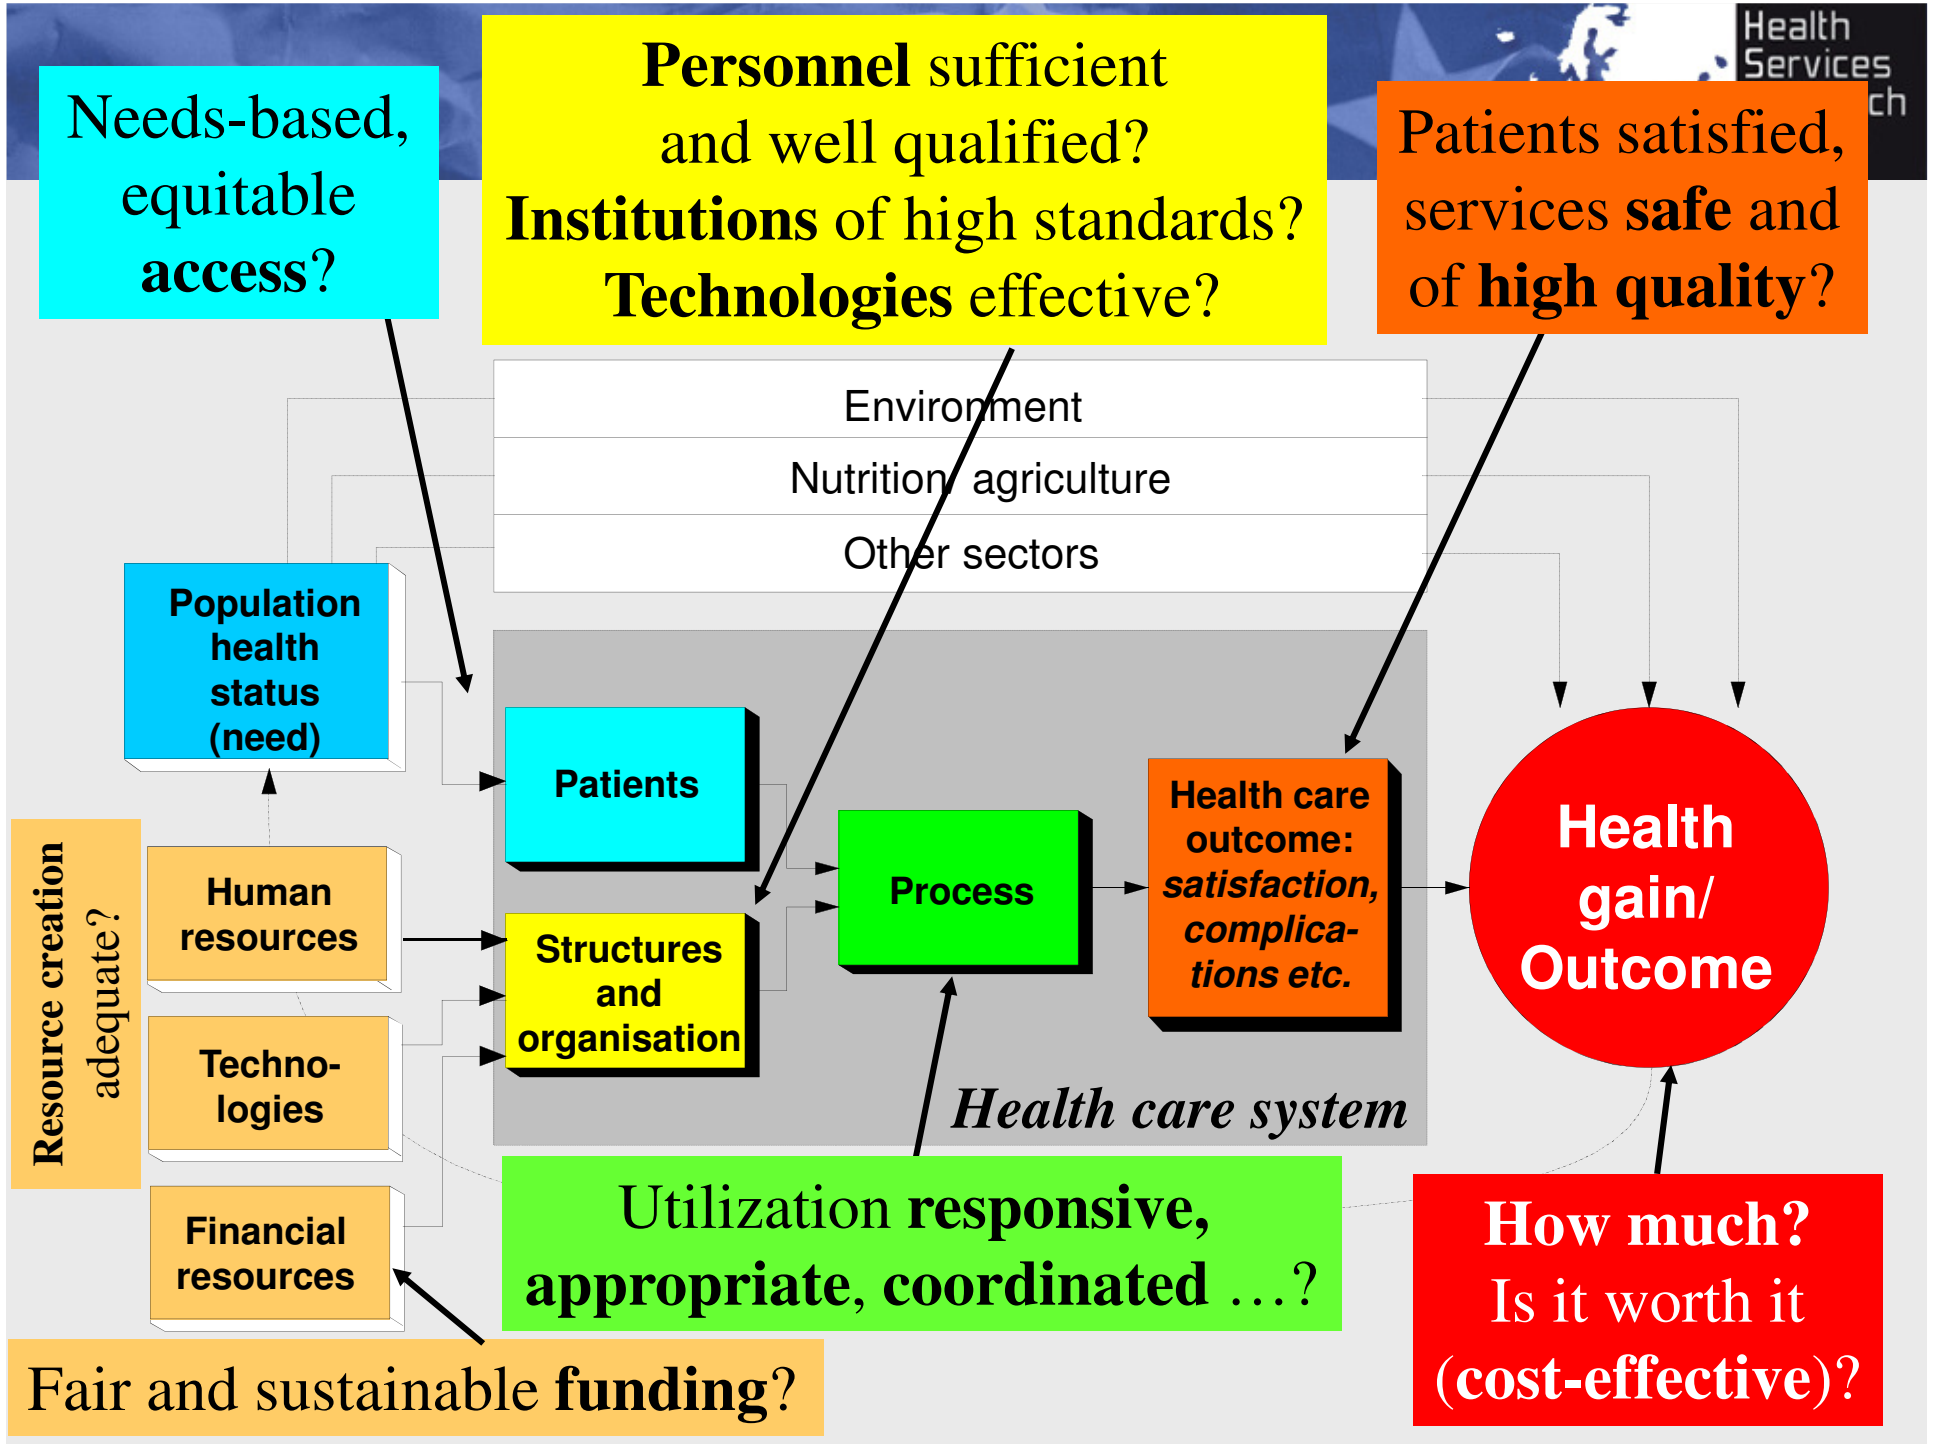 Health
Services
ch
Needs-based,
equitable
access?
Personnel sufficient
and well qualified?
Institutions of high standards?
Technologies effective?
Patients satisfied,
services safe and
of high quality?
Environment
Nutrition, agriculture
Other sectors
Population
health
status
(need)
Patients
Process
Health care
outcome:
satisfaction,
complica-
tions etc.
Health
gain/
Outcome
Resource creation
adequate?
Human
resources
Structures
and
organisation
Techno-
logies
Health care system
Financial
resources
Utilization responsive,
appropriate, coordinated …?
How much?
Is it worth it
(cost-effective)?
Fair and sustainable funding?